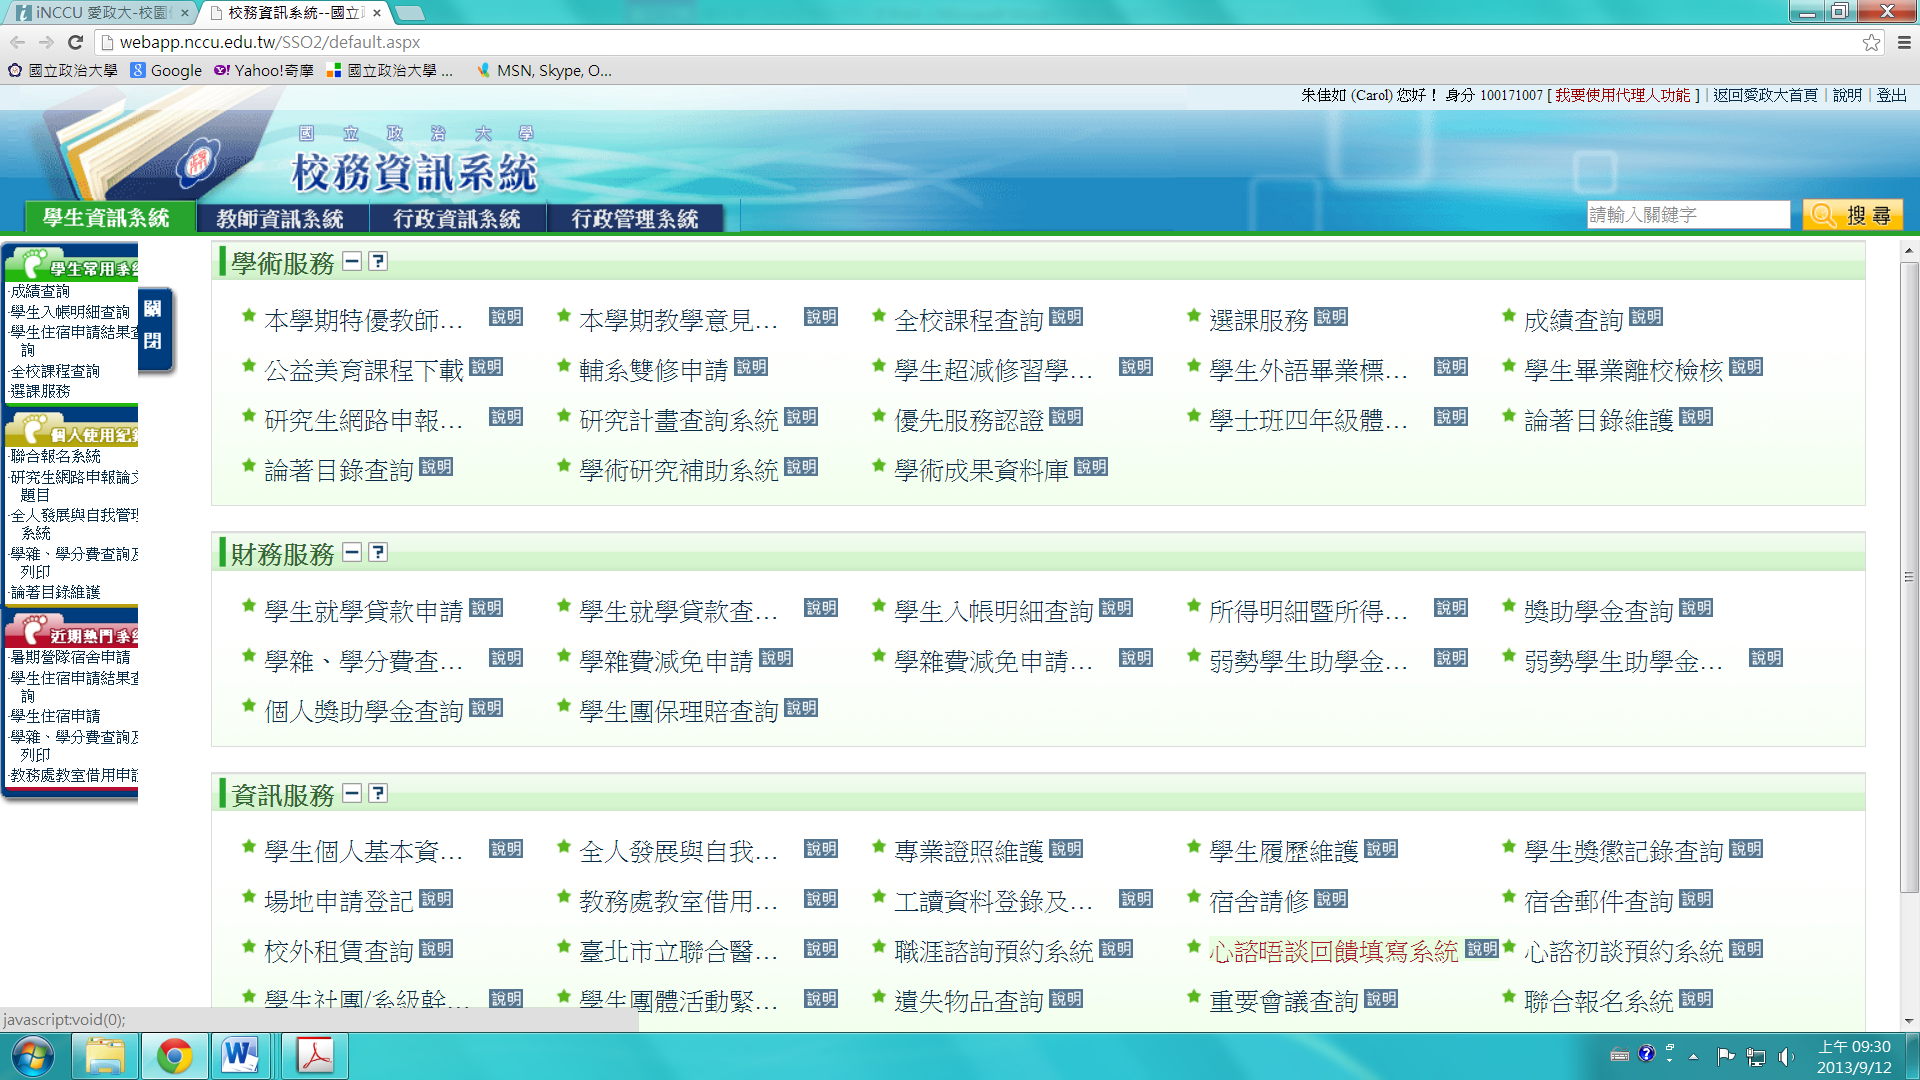 iNCCU 愛政大-校園
校務資訊系統--國立
webapp.nccu.edu.tw/SSO2/default.aspx
國立政治大學 Google Yahoo!奇摩 國立政治大學 ... MSN, Skype, O...
朱佳如 (Carol) 您好！ 身分 100171007 [ 我要使用代理人功能 ] | 返回愛政大首頁 | 說明 | 登出
國立政治大學
校務資訊系統
學生資訊系統 教師資訊系統 行政資訊系統 行政管理系統
請輸入關鍵字 搜尋
學生常用系
·成績查詢
·學生入帳明細查詢
·學生住宿申請結果查
詢
·全校課程查詢
·選課服務
關閉
個人使用紀
·聯合報名系統
·研究生網路申報論文
題目
·全人發展與自我管理
系統
·學雜、學分費查詢及
列印
·論著目錄維護
近期熱門系
·暑期營隊宿舍申請
·學生住宿申請結果查
詢
·學生住宿申請
·學雜、學分費查詢及
列印
·教務處教室借用申請
學術服務
本學期特優教師... 說明 本學期教學意見... 說明 全校課程查詢 說明 選課服務 說明 成績查詢 說明
公益美育課程下載 說明 輔系雙修申請 說明 學生超減修習學... 說明 學生外語畢業標... 說明 學生畢業離校檢核 說明
研究生網路申報... 說明 研究計畫查詢系統 說明 優先服務認證 說明 學士班四年級體... 說明 論著目錄維護 說明
論著目錄查詢 說明 學術研究補助系統 說明 學術成果資料庫 說明
財務服務
學生就學貸款申請 說明 學生就學貸款查... 說明 學生入帳明細查詢 說明 所得明細暨所得... 說明 獎助學金查詢 說明
學雜、學分費查... 說明 學雜費減免申請 說明 學雜費減免申請... 說明 弱勢學生助學金... 說明 弱勢學生助學金... 說明
個人獎助學金查詢 說明 學生團保理賠查詢 說明
資訊服務
學生個人基本資... 說明 全人發展與自我... 說明 專業證照維護 說明 學生履歷維護 說明 學生獎懲記錄查詢 說明
場地申請登記 說明 教務處教室借用... 說明 工讀資料登錄及... 說明 宿舍請修 說明 宿舍郵件查詢 說明
校外租賃查詢 說明 臺北市立聯合醫... 說明 職涯諮詢預約系統 說明 心諮晤談回饋填寫系統 說明 心諮初談預約系統 說明
學生社團/系級幹... 說明 學生團體活動緊... 說明 遺失物品查詢 說明 重要會議查詢 說明 聯合報名系統 說明
javascript:void(0);
上午 09:30
2013/9/12